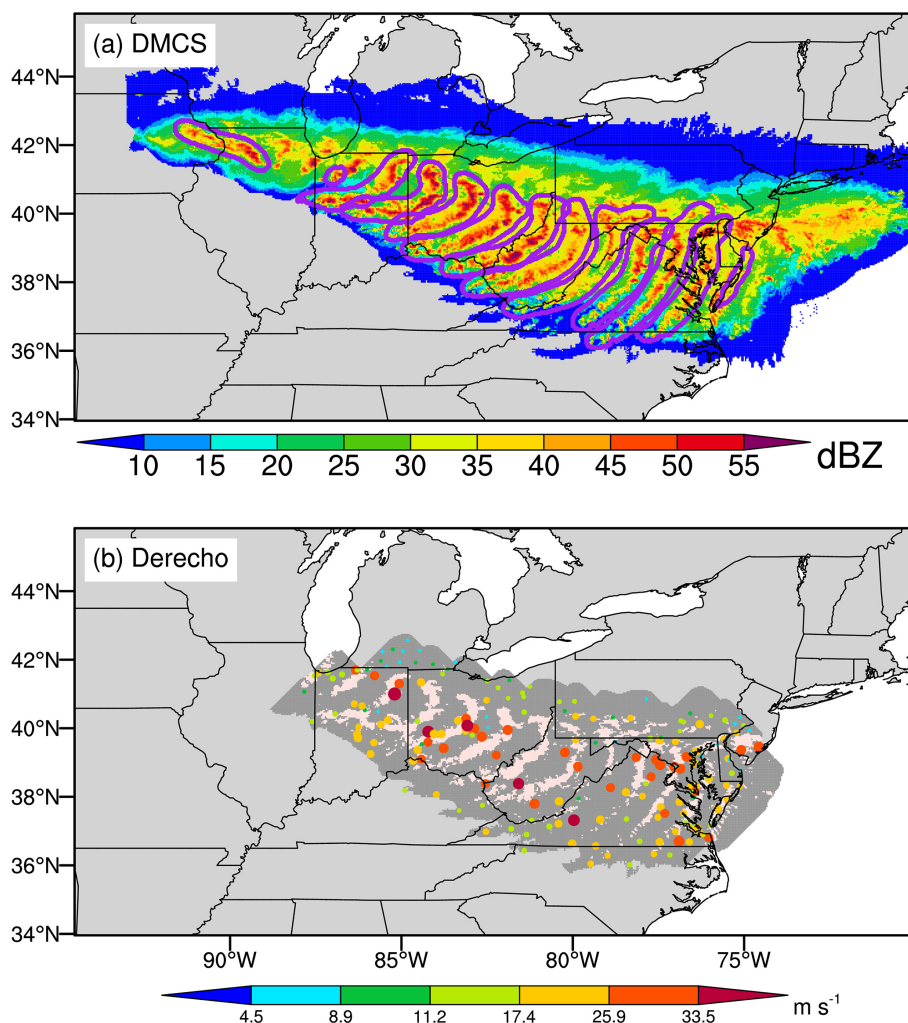 (a) DMCS
44°N
42°N
40°N
38°N
36°N
34°N
10 15 20 25 30 35 40 45 50 55 dBZ
(b) Derecho
44°N
42°N
40°N
38°N
36°N
34°N
90°W 85°W 80°W 75°W
4.5 8.9 11.2 17.4 25.9 33.5 m s⁻¹